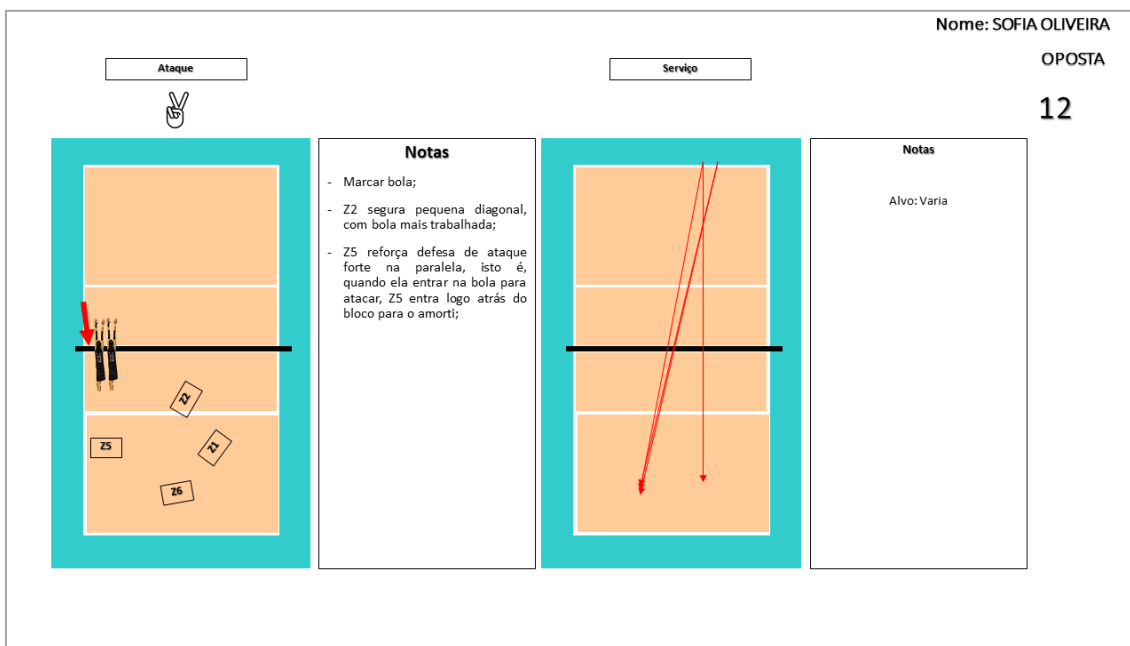 Nome: SOFIA OLIVEIRA
OPOSTA
12
Ataque
Serviço
Notas
- Marcar bola;
- Z2 segura pequena diagonal,
com bola mais trabalhada;
- Z5 reforça defesa de ataque
forte na paralela, isto é,
quando ela entrar na bola para
atacar, Z5 entra logo atrás do
bloco para o amorti;
Z2
Z5
Z1
Z6
Notas
Alvo: Varia